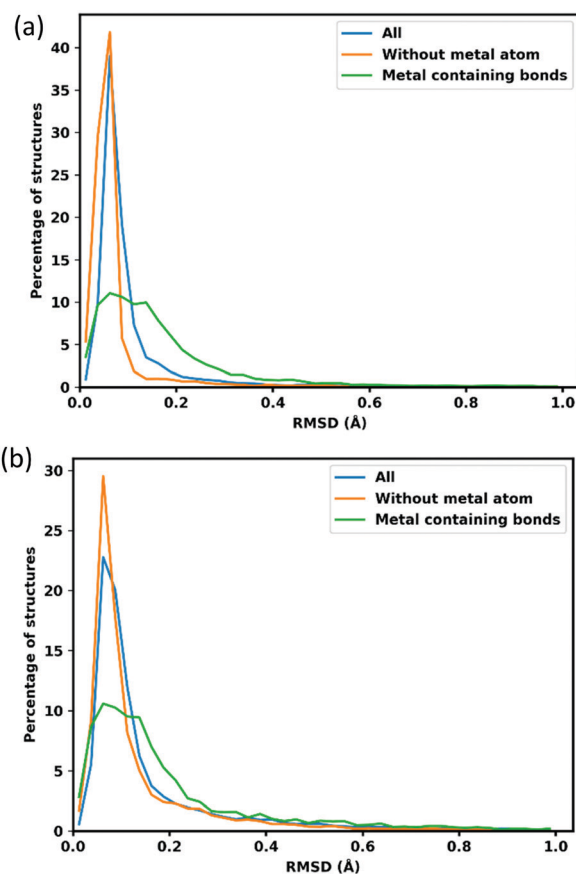 (a)
All
Without metal atom
Metal containing bonds
Percentage of structures
40
35
30
25
20
15
10
5
0
0.0 0.2 0.4 0.6 0.8 1.0
RMSD (Å)
(b)
All
Without metal atom
Metal containing bonds
Percentage of structures
30
25
20
15
10
5
0
0.0 0.2 0.4 0.6 0.8 1.0
RMSD (Å)